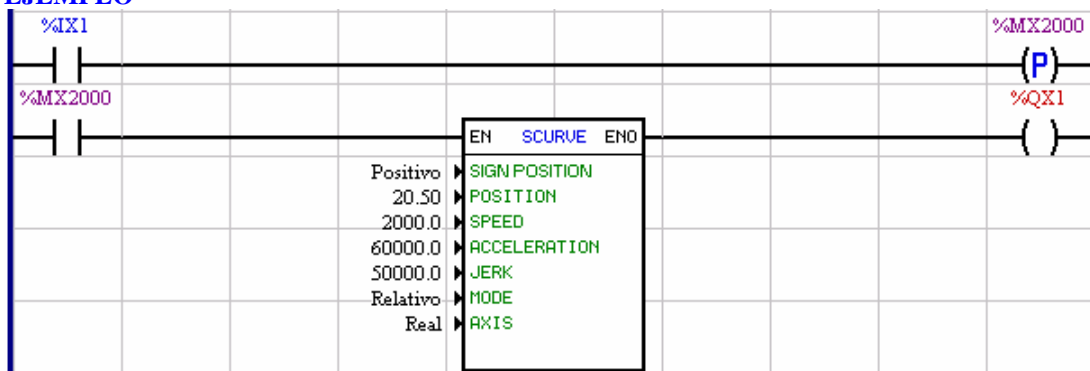 EJEMPLO
%IX1 %MX2000
(P)
%MX2000 %QX1
EN SCURVE ENO
Positivo SIGN POSITION
20.50 POSITION
2000.0 SPEED
60000.0 ACCELERATION
50000.0 JERK
Relativo MODE
Real AXIS